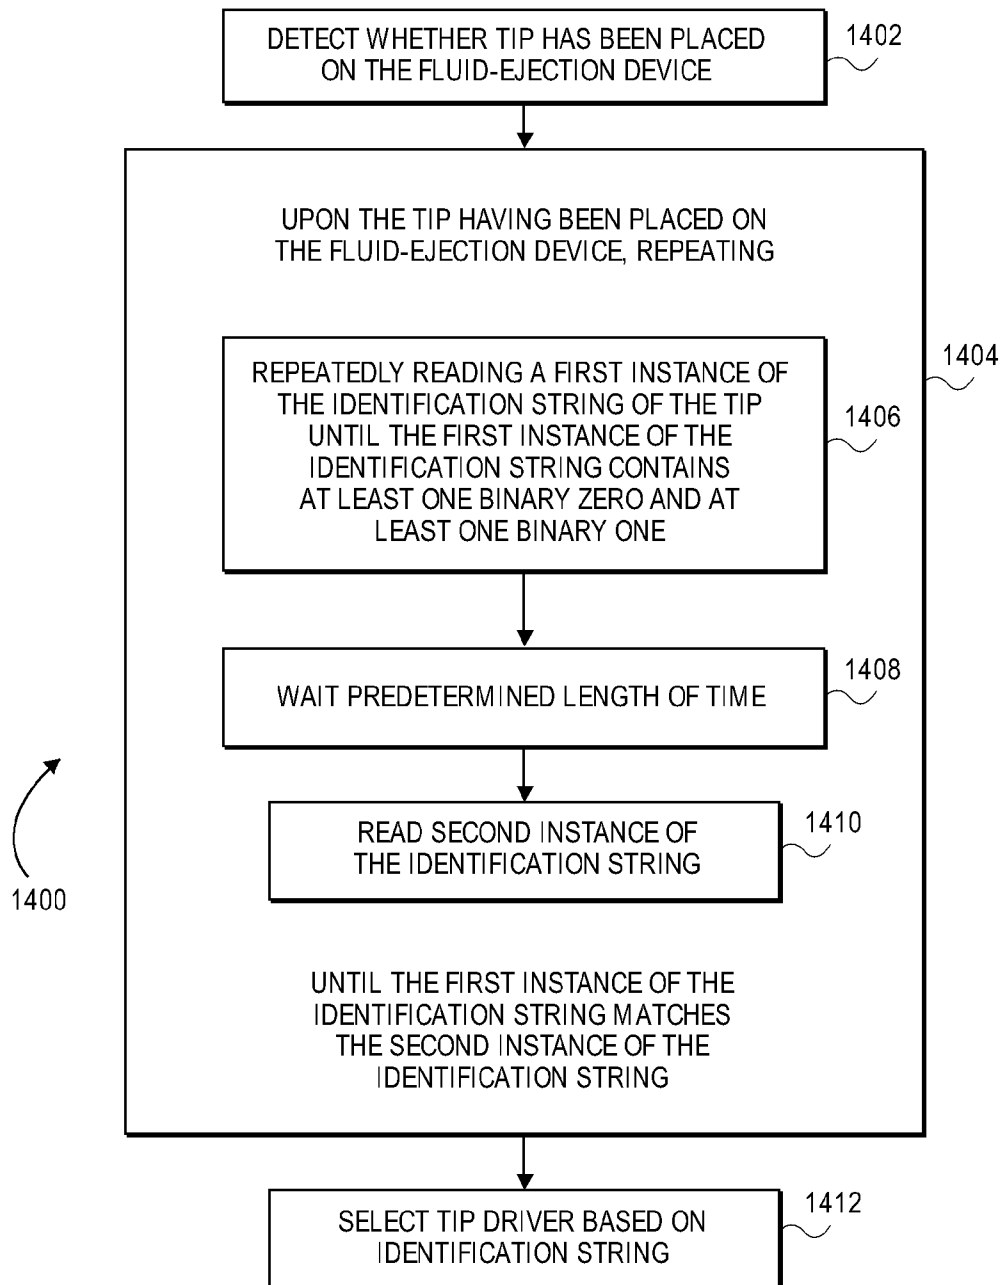 DETECT WHETHER TIP HAS BEEN PLACED
ON THE FLUID-EJECTION DEVICE
1402
UPON THE TIP HAVING BEEN PLACED ON
THE FLUID-EJECTION DEVICE, REPEATING
1404
REPEATEDLY READING A FIRST INSTANCE OF
THE IDENTIFICATION STRING OF THE TIP
UNTIL THE FIRST INSTANCE OF THE
IDENTIFICATION STRING CONTAINS
AT LEAST ONE BINARY ZERO AND AT
LEAST ONE BINARY ONE
1406
WAIT PREDETERMINED LENGTH OF TIME
1408
READ SECOND INSTANCE OF
THE IDENTIFICATION STRING
1410
1400
UNTIL THE FIRST INSTANCE OF THE
IDENTIFICATION STRING MATCHES
THE SECOND INSTANCE OF THE
IDENTIFICATION STRING
SELECT TIP DRIVER BASED ON
IDENTIFICATION STRING
1412